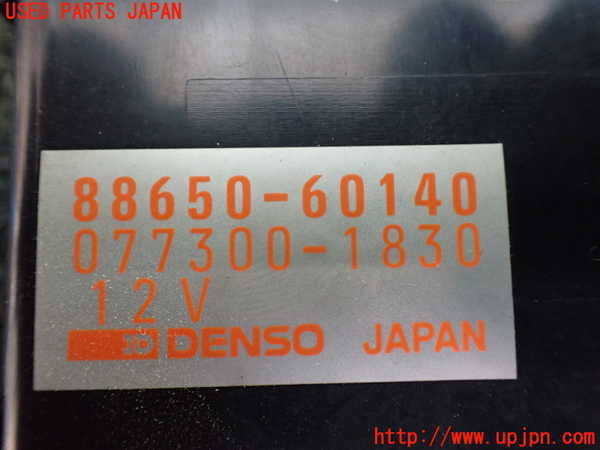 USED PARTS JAPAN
88650-60140
077300-1830
12V
DENSO JAPAN
http://www.upjpn.com/